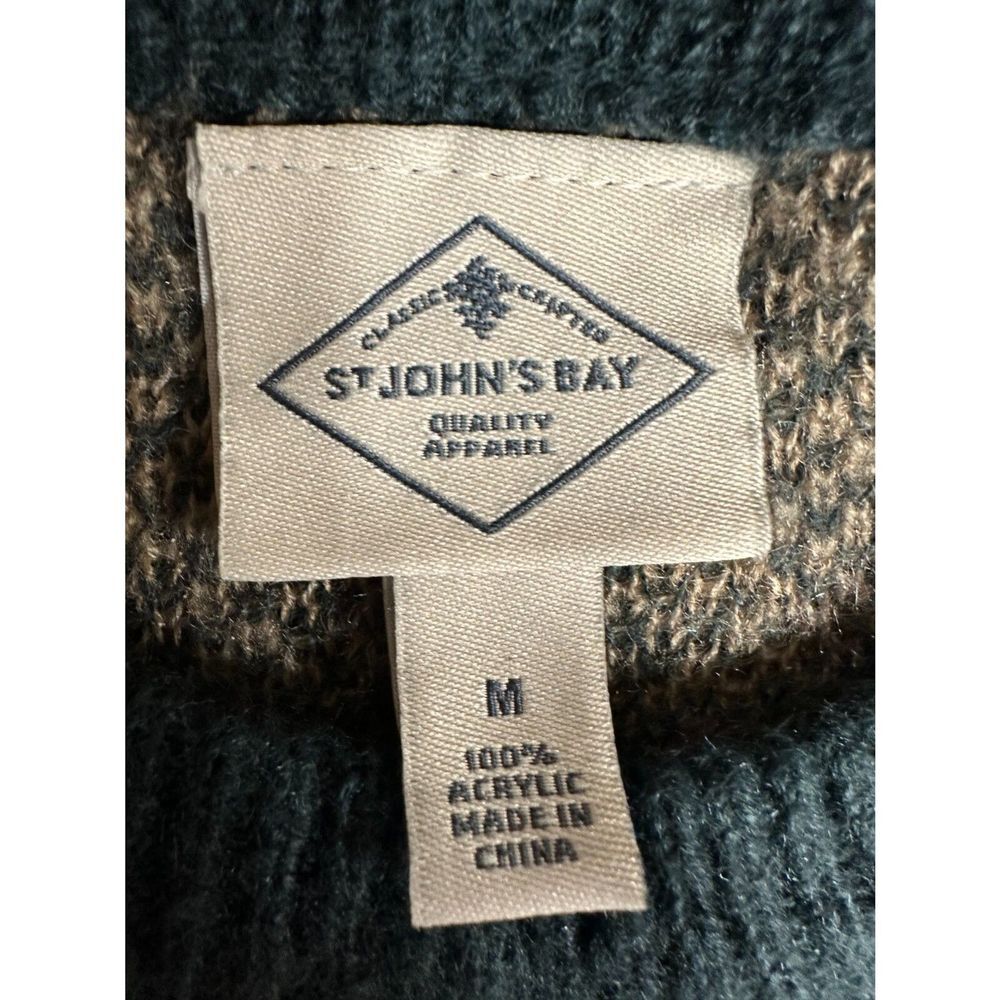 CLASSIC CRAFTED
ST JOHN'S BAY
QUALITY
APPAREL
M
100%
ACRYLIC
MADE IN
CHINA